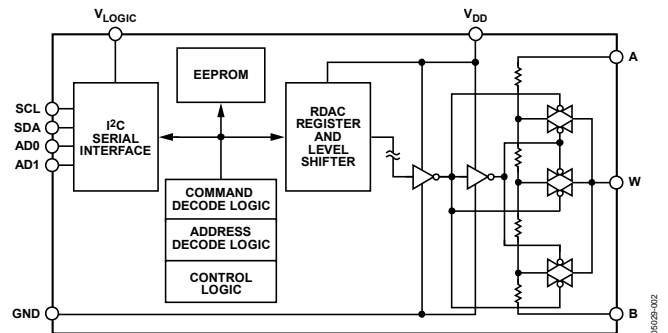 VLOGIC
VDD
A
EEPROM
SCL
SDA
AD0
AD1
I2C
SERIAL
INTERFACE
RDAC
REGISTER
AND
LEVEL
SHIFTER
W
COMMAND
DECODE LOGIC
ADDRESS
DECODE LOGIC
CONTROL
LOGIC
GND
B
05029-002